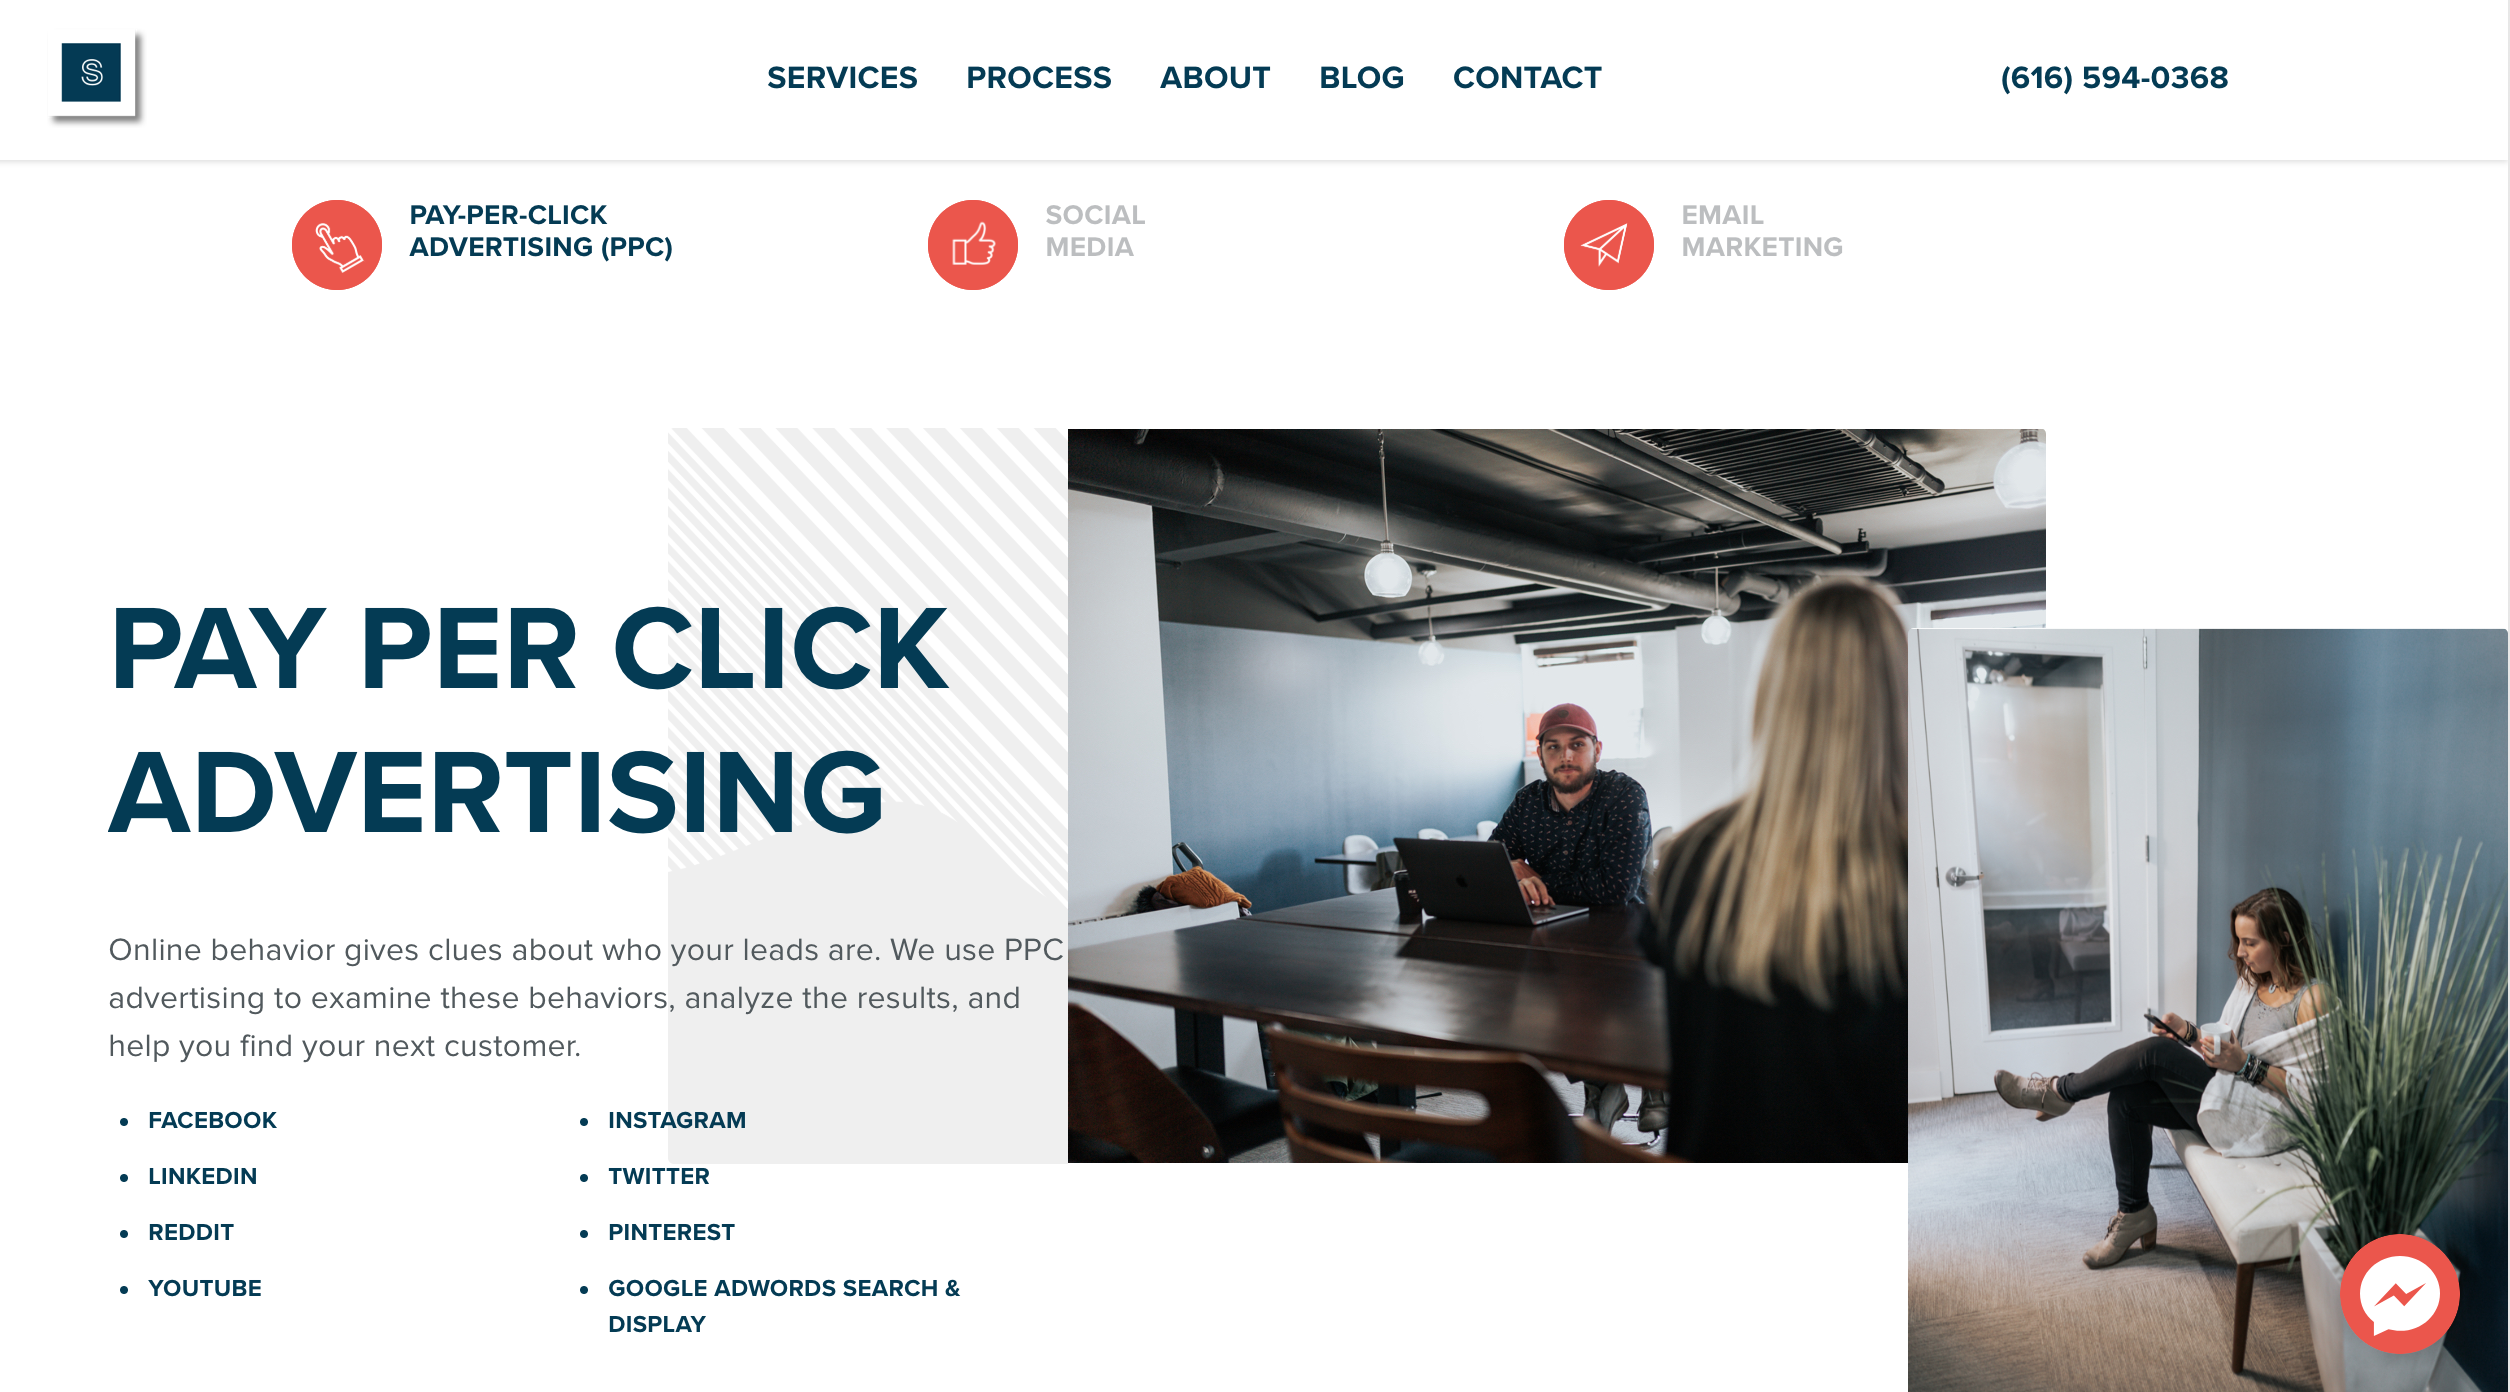 S
SERVICES PROCESS ABOUT BLOG CONTACT (616) 594-0368
PAY-PER-CLICK
ADVERTISING (PPC)
SOCIAL
MEDIA
EMAIL
MARKETING
PAY PER CLICK
ADVERTISING
Online behavior gives clues about who your leads are. We use PPC
advertising to examine these behaviors, analyze the results, and
help you find your next customer.
FACEBOOK
LINKEDIN
REDDIT
YOUTUBE
INSTAGRAM
TWITTER
PINTEREST
GOOGLE ADWORDS SEARCH &
DISPLAY